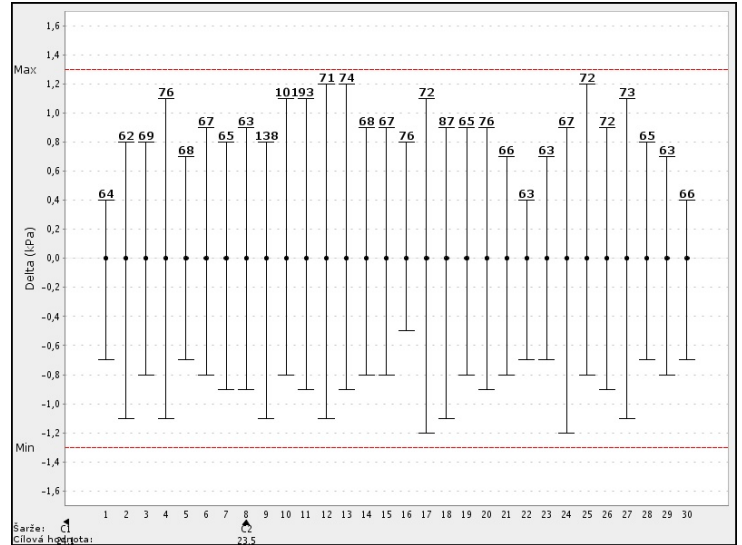 1,6
1,4
Max
71 74 72
1,2
76 101 93 72 73
1,0
67 63 68 67 87 65 76 67 72
62 69 65 138 76 65
0,8
68 66 63 63
0,6
64 63 66
0,4
0,2
Delta (kPa)
0,0
-0,2
-0,4
-0,6
-0,8
-1,0
-1,2
Min
-1,4
-1,6
1 2 3 4 5 6 7 8 9 10 11 12 13 14 15 16 17 18 19 20 21 22 23 24 25 26 27 28 29 30
Šarže: C1 C2
Cílová hodnota: 23.5